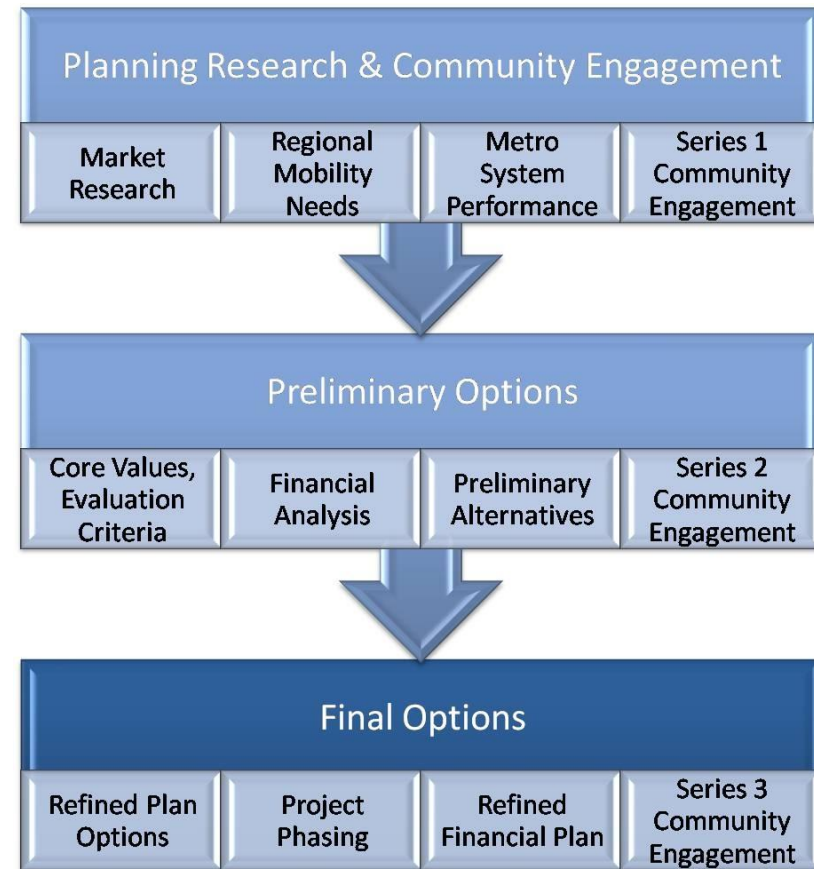 Planning Research & Community Engagement
Market
Research
Regional
Mobility
Needs
Metro
System
Performance
Series 1
Community
Engagement
Preliminary Options
Core Values,
Evaluation
Criteria
Financial
Analysis
Preliminary
Alternatives
Series 2
Community
Engagement
Final Options
Refined Plan
Options
Project
Phasing
Refined
Financial Plan
Series 3
Community
Engagement